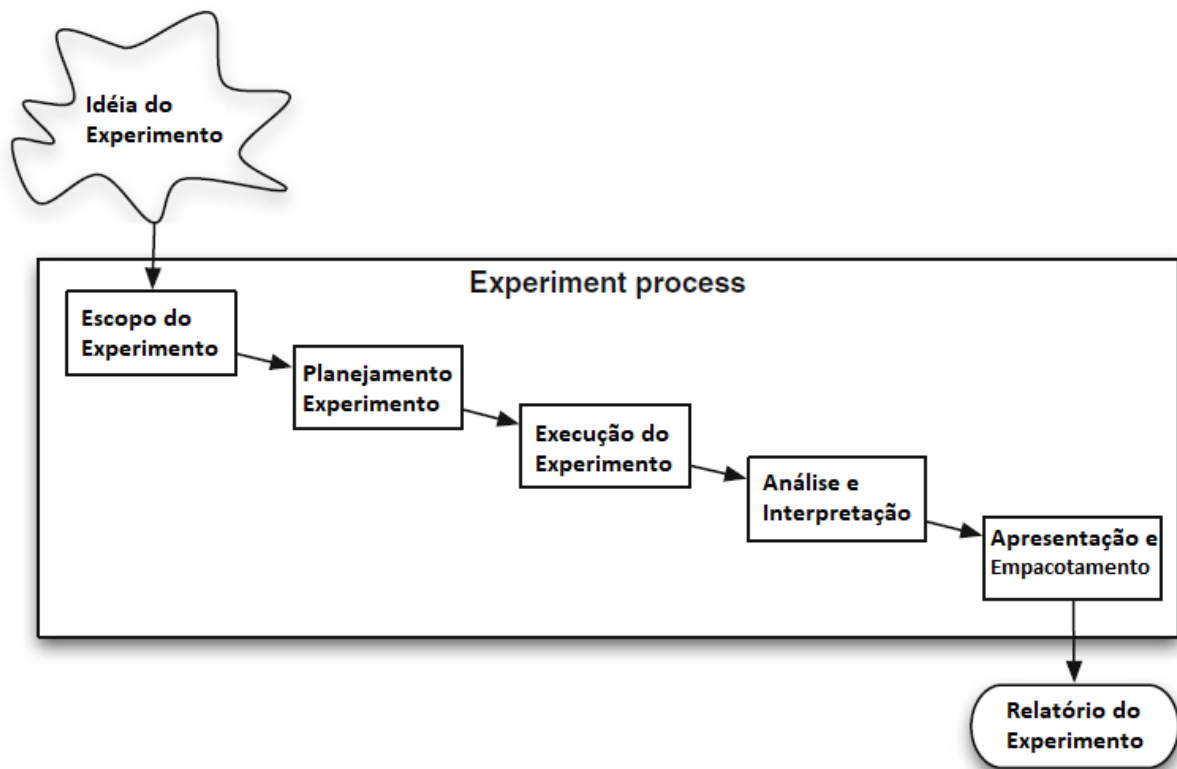 Idéia do
Experimento
Experiment process
Escopo do
Experimento
Planejamento
Experimento
Execução do
Experimento
Análise e
Interpretação
Apresentação e
Empacotamento
Relatório do
Experimento